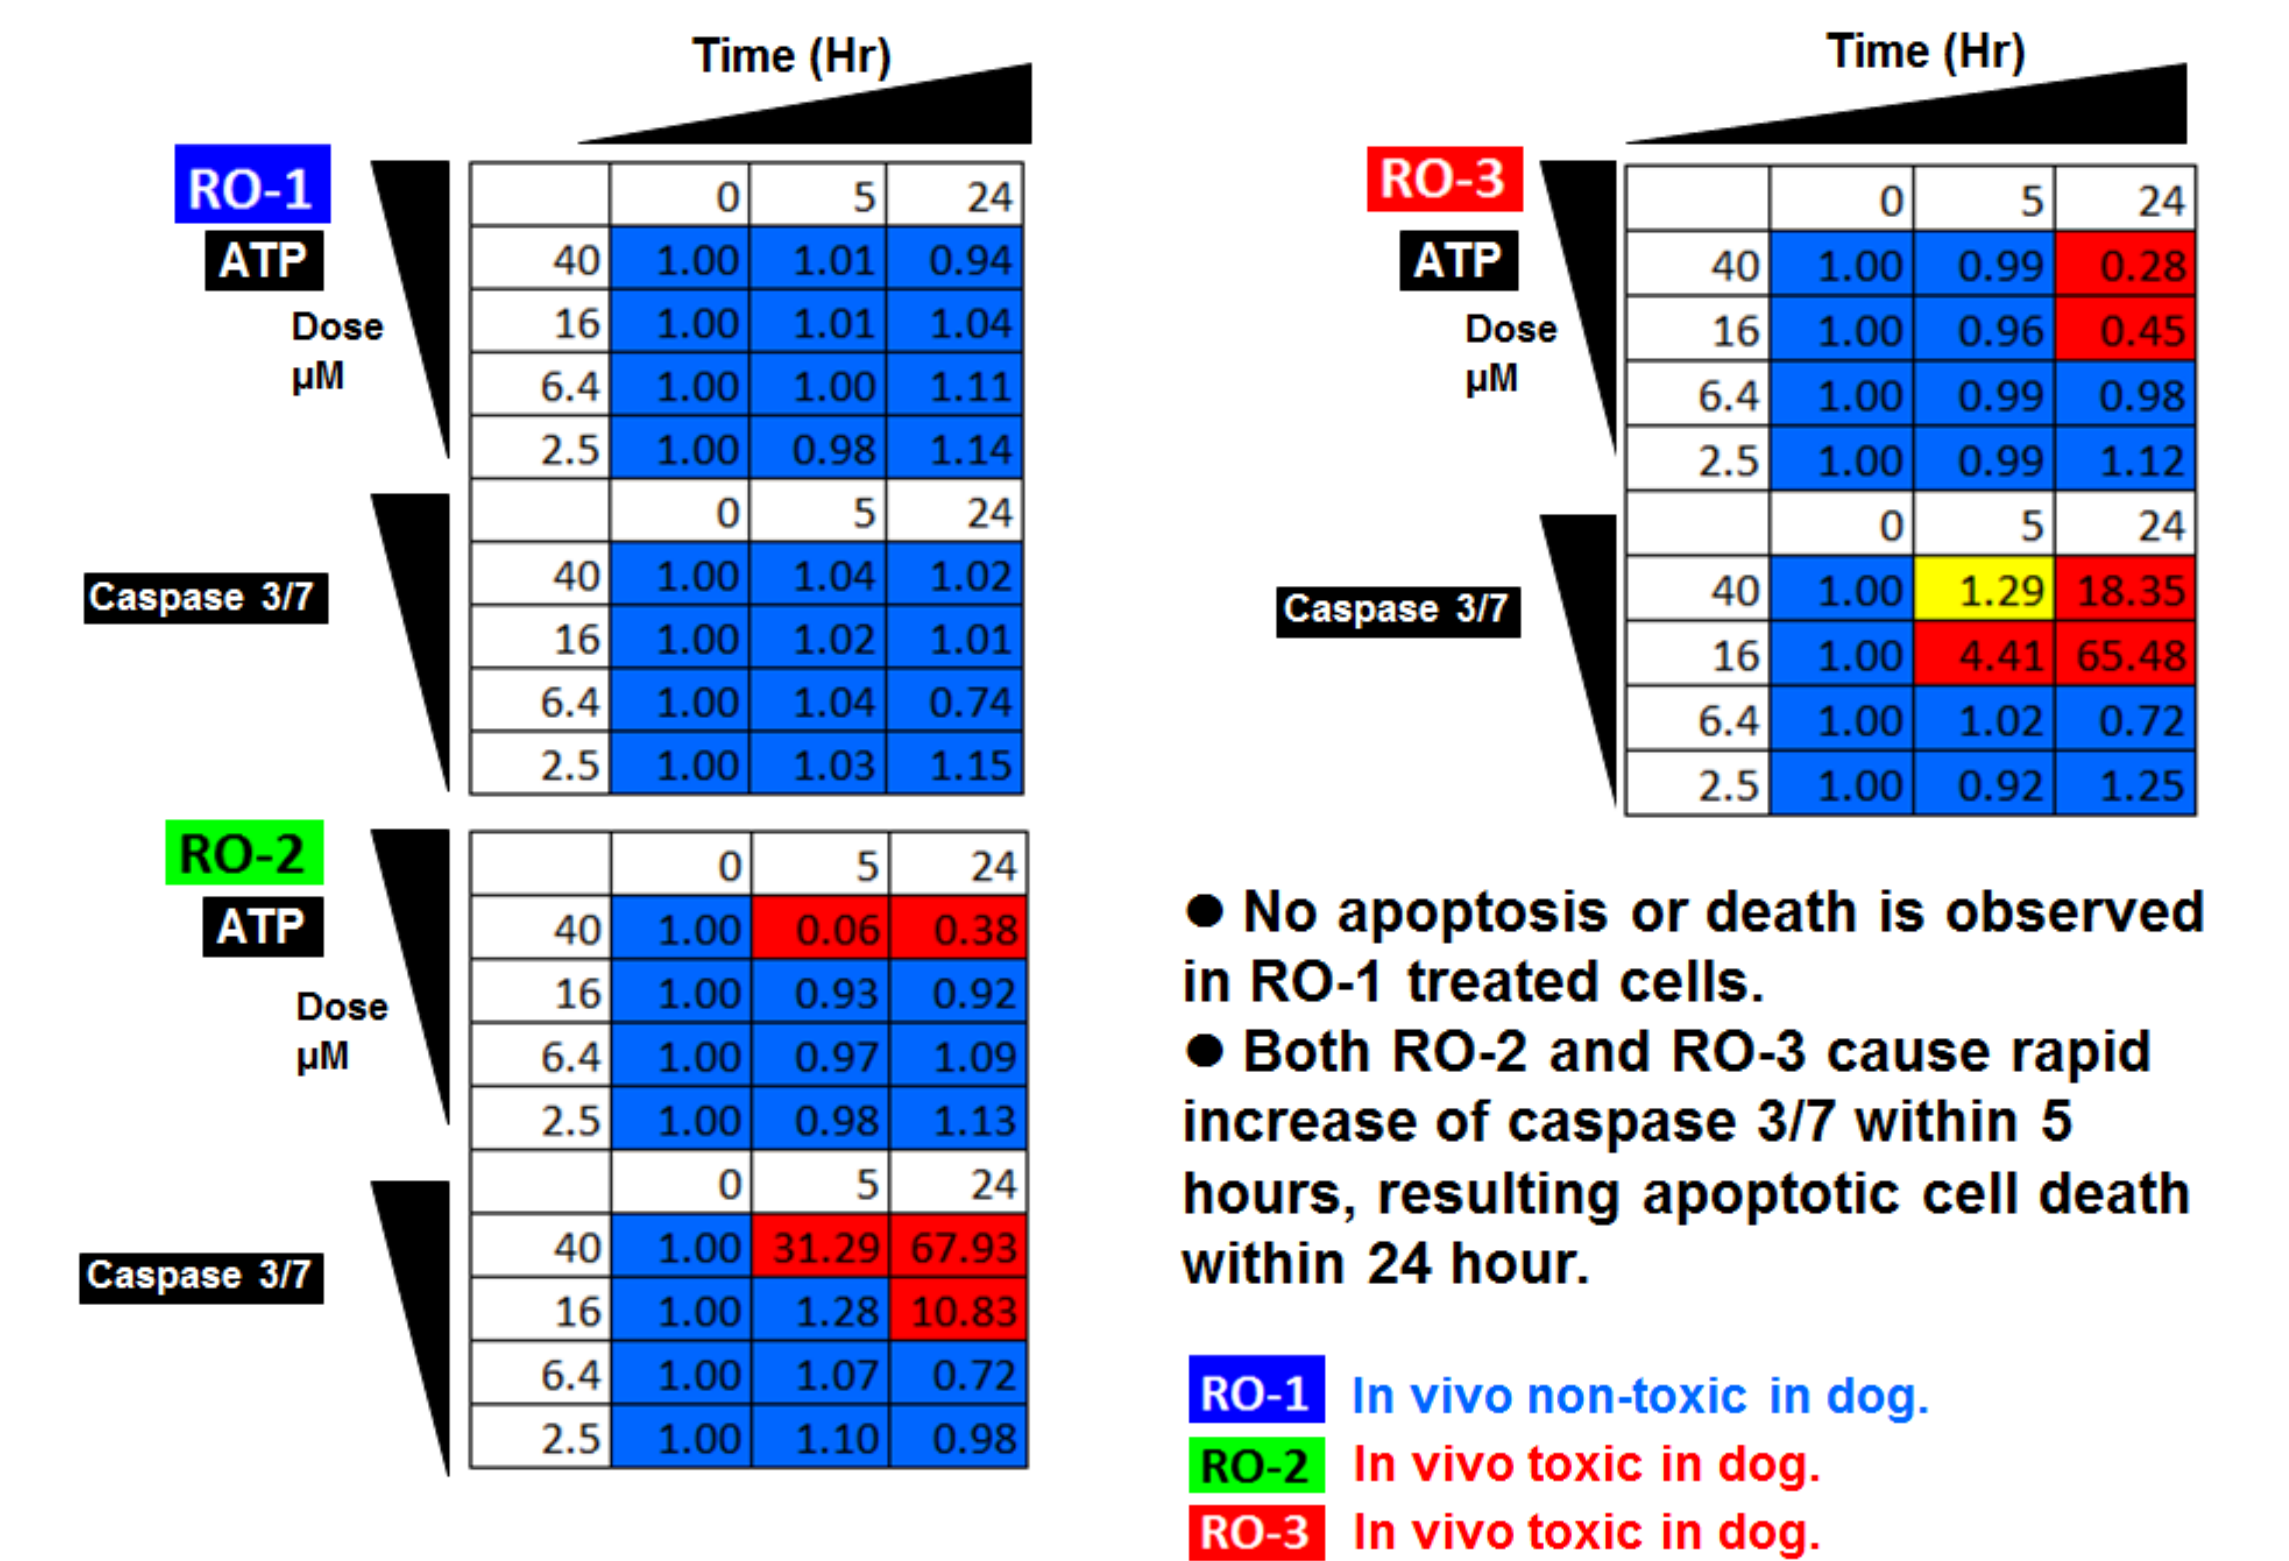 Time (Hr)
RO-1
ATP
Dose
µM
0 5 24
40 1.00 1.01 0.94
16 1.00 1.01 1.04
6.4 1.00 1.00 1.11
2.5 1.00 0.98 1.14
Caspase 3/7
0 5 24
40 1.00 1.04 1.02
16 1.00 1.02 1.01
6.4 1.00 1.04 0.74
2.5 1.00 1.03 1.15
RO-2
ATP
Dose
µM
0 5 24
40 1.00 0.06 0.38
16 1.00 0.93 0.92
6.4 1.00 0.97 1.09
2.5 1.00 0.98 1.13
Caspase 3/7
0 5 24
40 1.00 31.29 67.93
16 1.00 1.28 10.83
6.4 1.00 1.07 0.72
2.5 1.00 1.10 0.98
Time (Hr)
RO-3
ATP
Dose
µM
0 5 24
40 1.00 0.99 0.28
16 1.00 0.96 0.45
6.4 1.00 0.99 0.98
2.5 1.00 0.99 1.12
Caspase 3/7
0 5 24
40 1.00 1.29 18.35
16 1.00 4.41 65.48
6.4 1.00 1.02 0.72
2.5 1.00 0.92 1.25
● No apoptosis or death is observed
in RO-1 treated cells.
● Both RO-2 and RO-3 cause rapid
increase of caspase 3/7 within 5
hours, resulting apoptotic cell death
within 24 hour.
RO-1 In vivo non-toxic in dog.
RO-2 In vivo toxic in dog.
RO-3 In vivo toxic in dog.